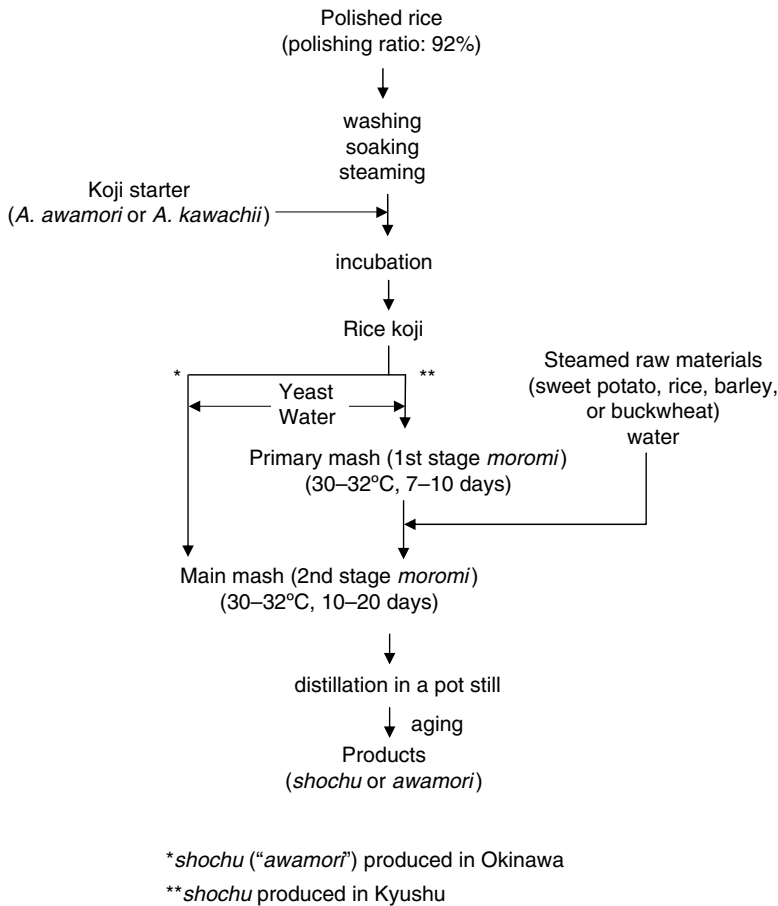 Polished rice
(polishing ratio: 92%)
washing
soaking
steaming
Koji starter
(A. awamori or A. kawachii)
incubation
Rice koji
*
**
Yeast
Water
Steamed raw materials
(sweet potato, rice, barley,
or buckwheat)
water
Primary mash (1st stage moromi)
(30–32ºC, 7–10 days)
Main mash (2nd stage moromi)
(30–32ºC, 10–20 days)
distillation in a pot still
aging
Products
(shochu or awamori)
*shochu (“awamori”) produced in Okinawa
**shochu produced in Kyushu